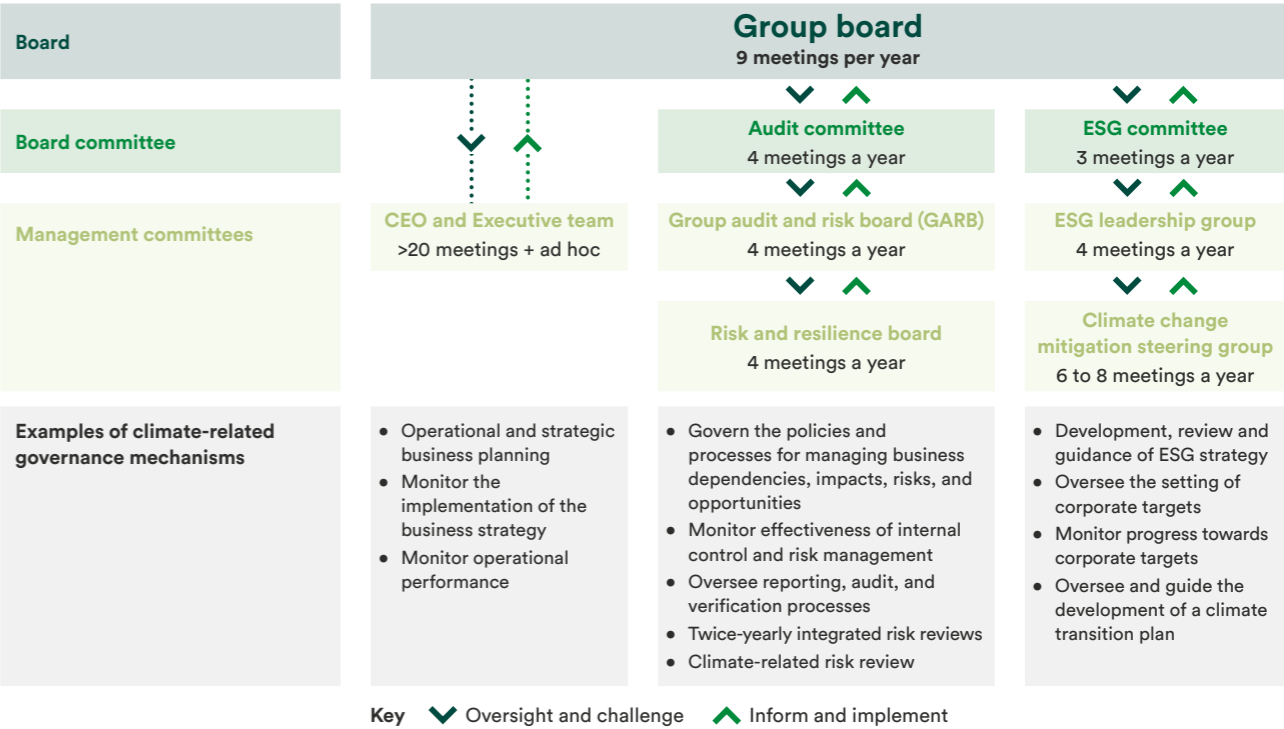 Board
Group board
9 meetings per year
Board committee
Audit committee
4 meetings a year
ESG committee
3 meetings a year
Management committees
CEO and Executive team
>20 meetings + ad hoc
Group audit and risk board (GARB)
4 meetings a year
ESG leadership group
4 meetings a year
Risk and resilience board
4 meetings a year
Climate change
mitigation steering group
6 to 8 meetings a year
Examples of climate-related
governance mechanisms
• Operational and strategic
business planning
• Monitor the
implementation of the
business strategy
• Monitor operational
performance
• Govern the policies and
processes for managing business
dependencies, impacts, risks, and
opportunities
• Monitor effectiveness of internal
control and risk management
• Oversee reporting, audit, and
verification processes
• Twice-yearly integrated risk reviews
• Climate-related risk review
• Development, review and
guidance of ESG strategy
• Oversee the setting of
corporate targets
• Monitor progress towards
corporate targets
• Oversee and guide the
development of a climate
transition plan
Key Oversight and challenge Inform and implement